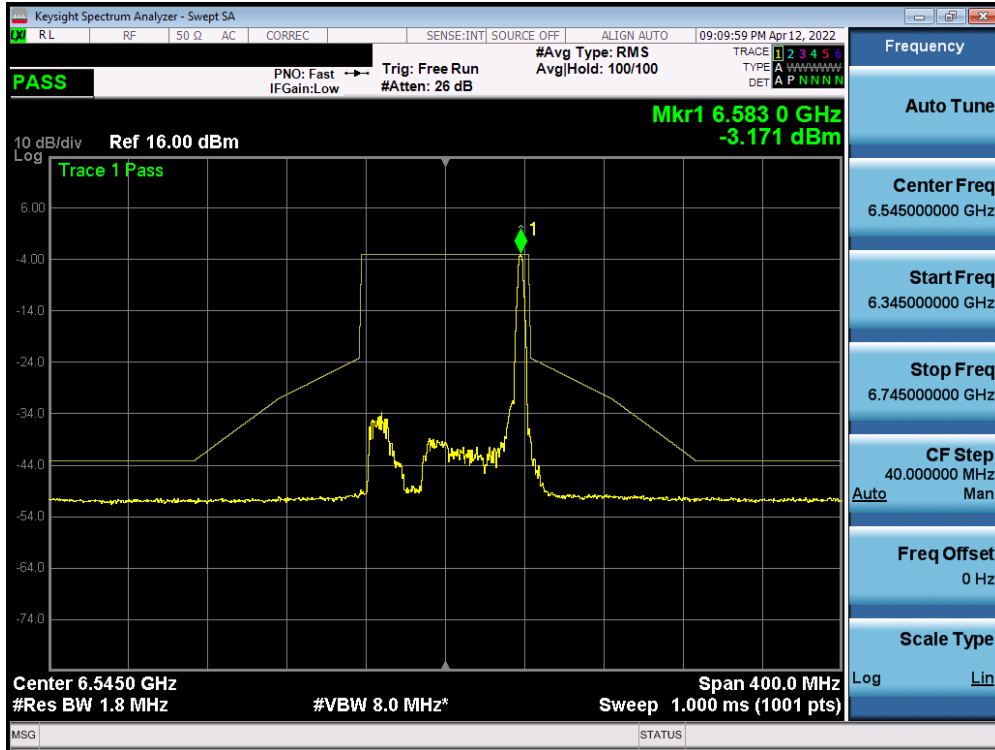 Keysight Spectrum Analyzer - Swept SA
LXI RL RF 50 Ω AC CORREC SENSE:INT SOURCE OFF ALIGN AUTO 09:09:59 PM Apr 12, 2022
PASS
PNO: Fast
IFGain:Low
Trig: Free Run
#Atten: 26 dB
#Avg Type: RMS
Avg|Hold: 100/100
TRACE 1 2 3 4 5 6
TYPE A WWWWW
DET A P N N N N
Frequency
Mkr1 6.583 0 GHz
-3.171 dBm
10 dB/div Ref 16.00 dBm
Log
Trace 1 Pass
1
6.00
-4.00
-14.0
-24.0
-34.0
-44.0
-54.0
-64.0
-74.0
Center 6.5450 GHz Span 400.0 MHz
#Res BW 1.8 MHz #VBW 8.0 MHz* Sweep 1.000 ms (1001 pts)
MSG STATUS
Auto Tune
Center Freq
6.545000000 GHz
Start Freq
6.345000000 GHz
Stop Freq
6.745000000 GHz
CF Step
40.000000 MHz
Auto Man
Freq Offset
0 Hz
Scale Type
Log Lin